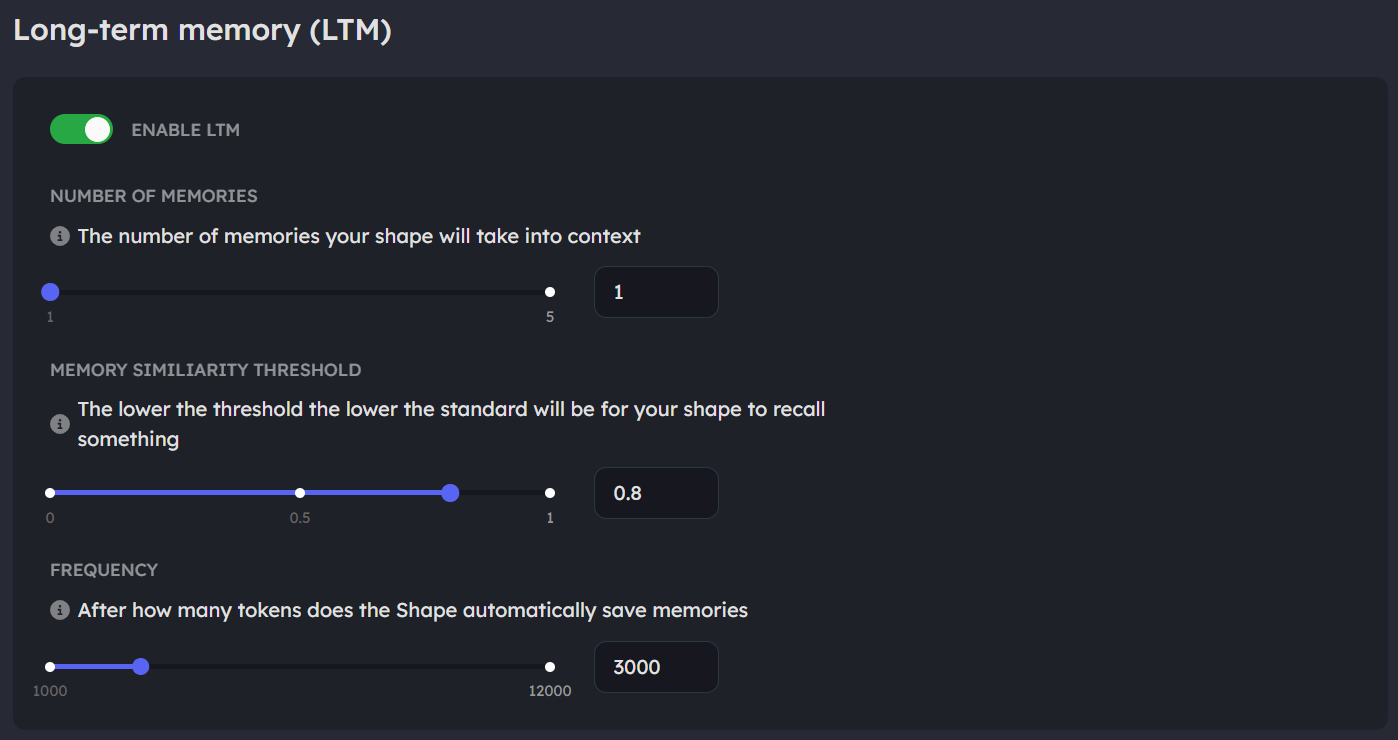 Long-term memory (LTM)
ENABLE LTM
NUMBER OF MEMORIES
The number of memories your shape will take into context
1
1
5
MEMORY SIMILIARITY THRESHOLD
The lower the threshold the lower the standard will be for your shape to recall
something
0.8
0
0.5
1
FREQUENCY
After how many tokens does the Shape automatically save memories
3000
1000
12000